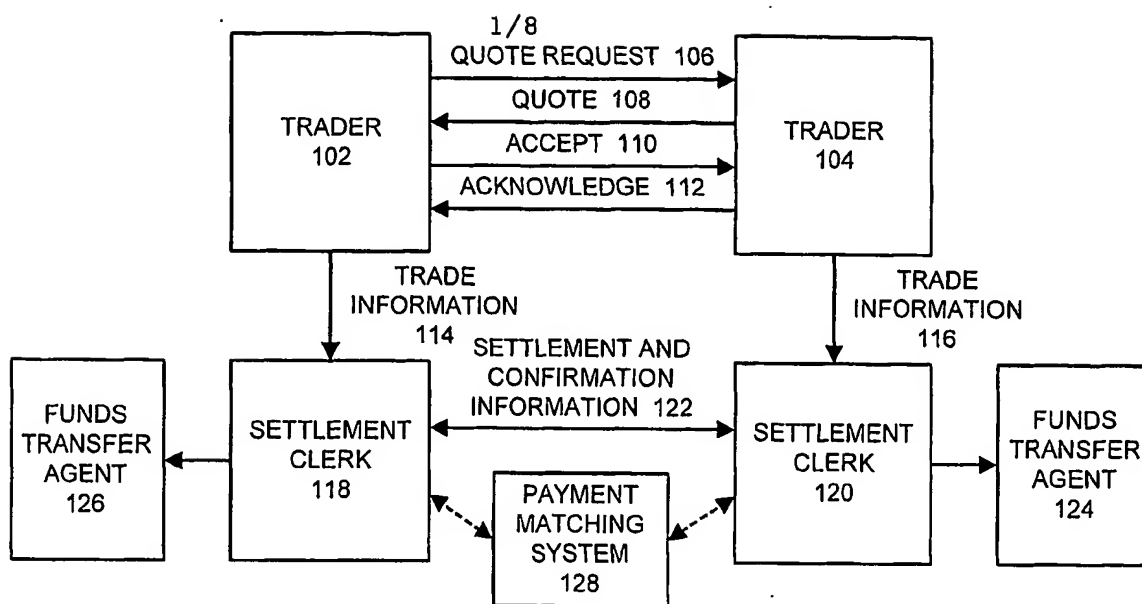 1/8
QUOTE REQUEST 106
QUOTE 108
ACCEPT 110
ACKNOWLEDGE 112
TRADER
102
TRADER
104
TRADE
INFORMATION
114
TRADE
INFORMATION
116
SETTLEMENT AND
CONFIRMATION
INFORMATION 122
FUNDS
TRANSFER
AGENT
126
SETTLEMENT
CLERK
118
PAYMENT
MATCHING
SYSTEM
128
SETTLEMENT
CLERK
120
FUNDS
TRANSFER
AGENT
124